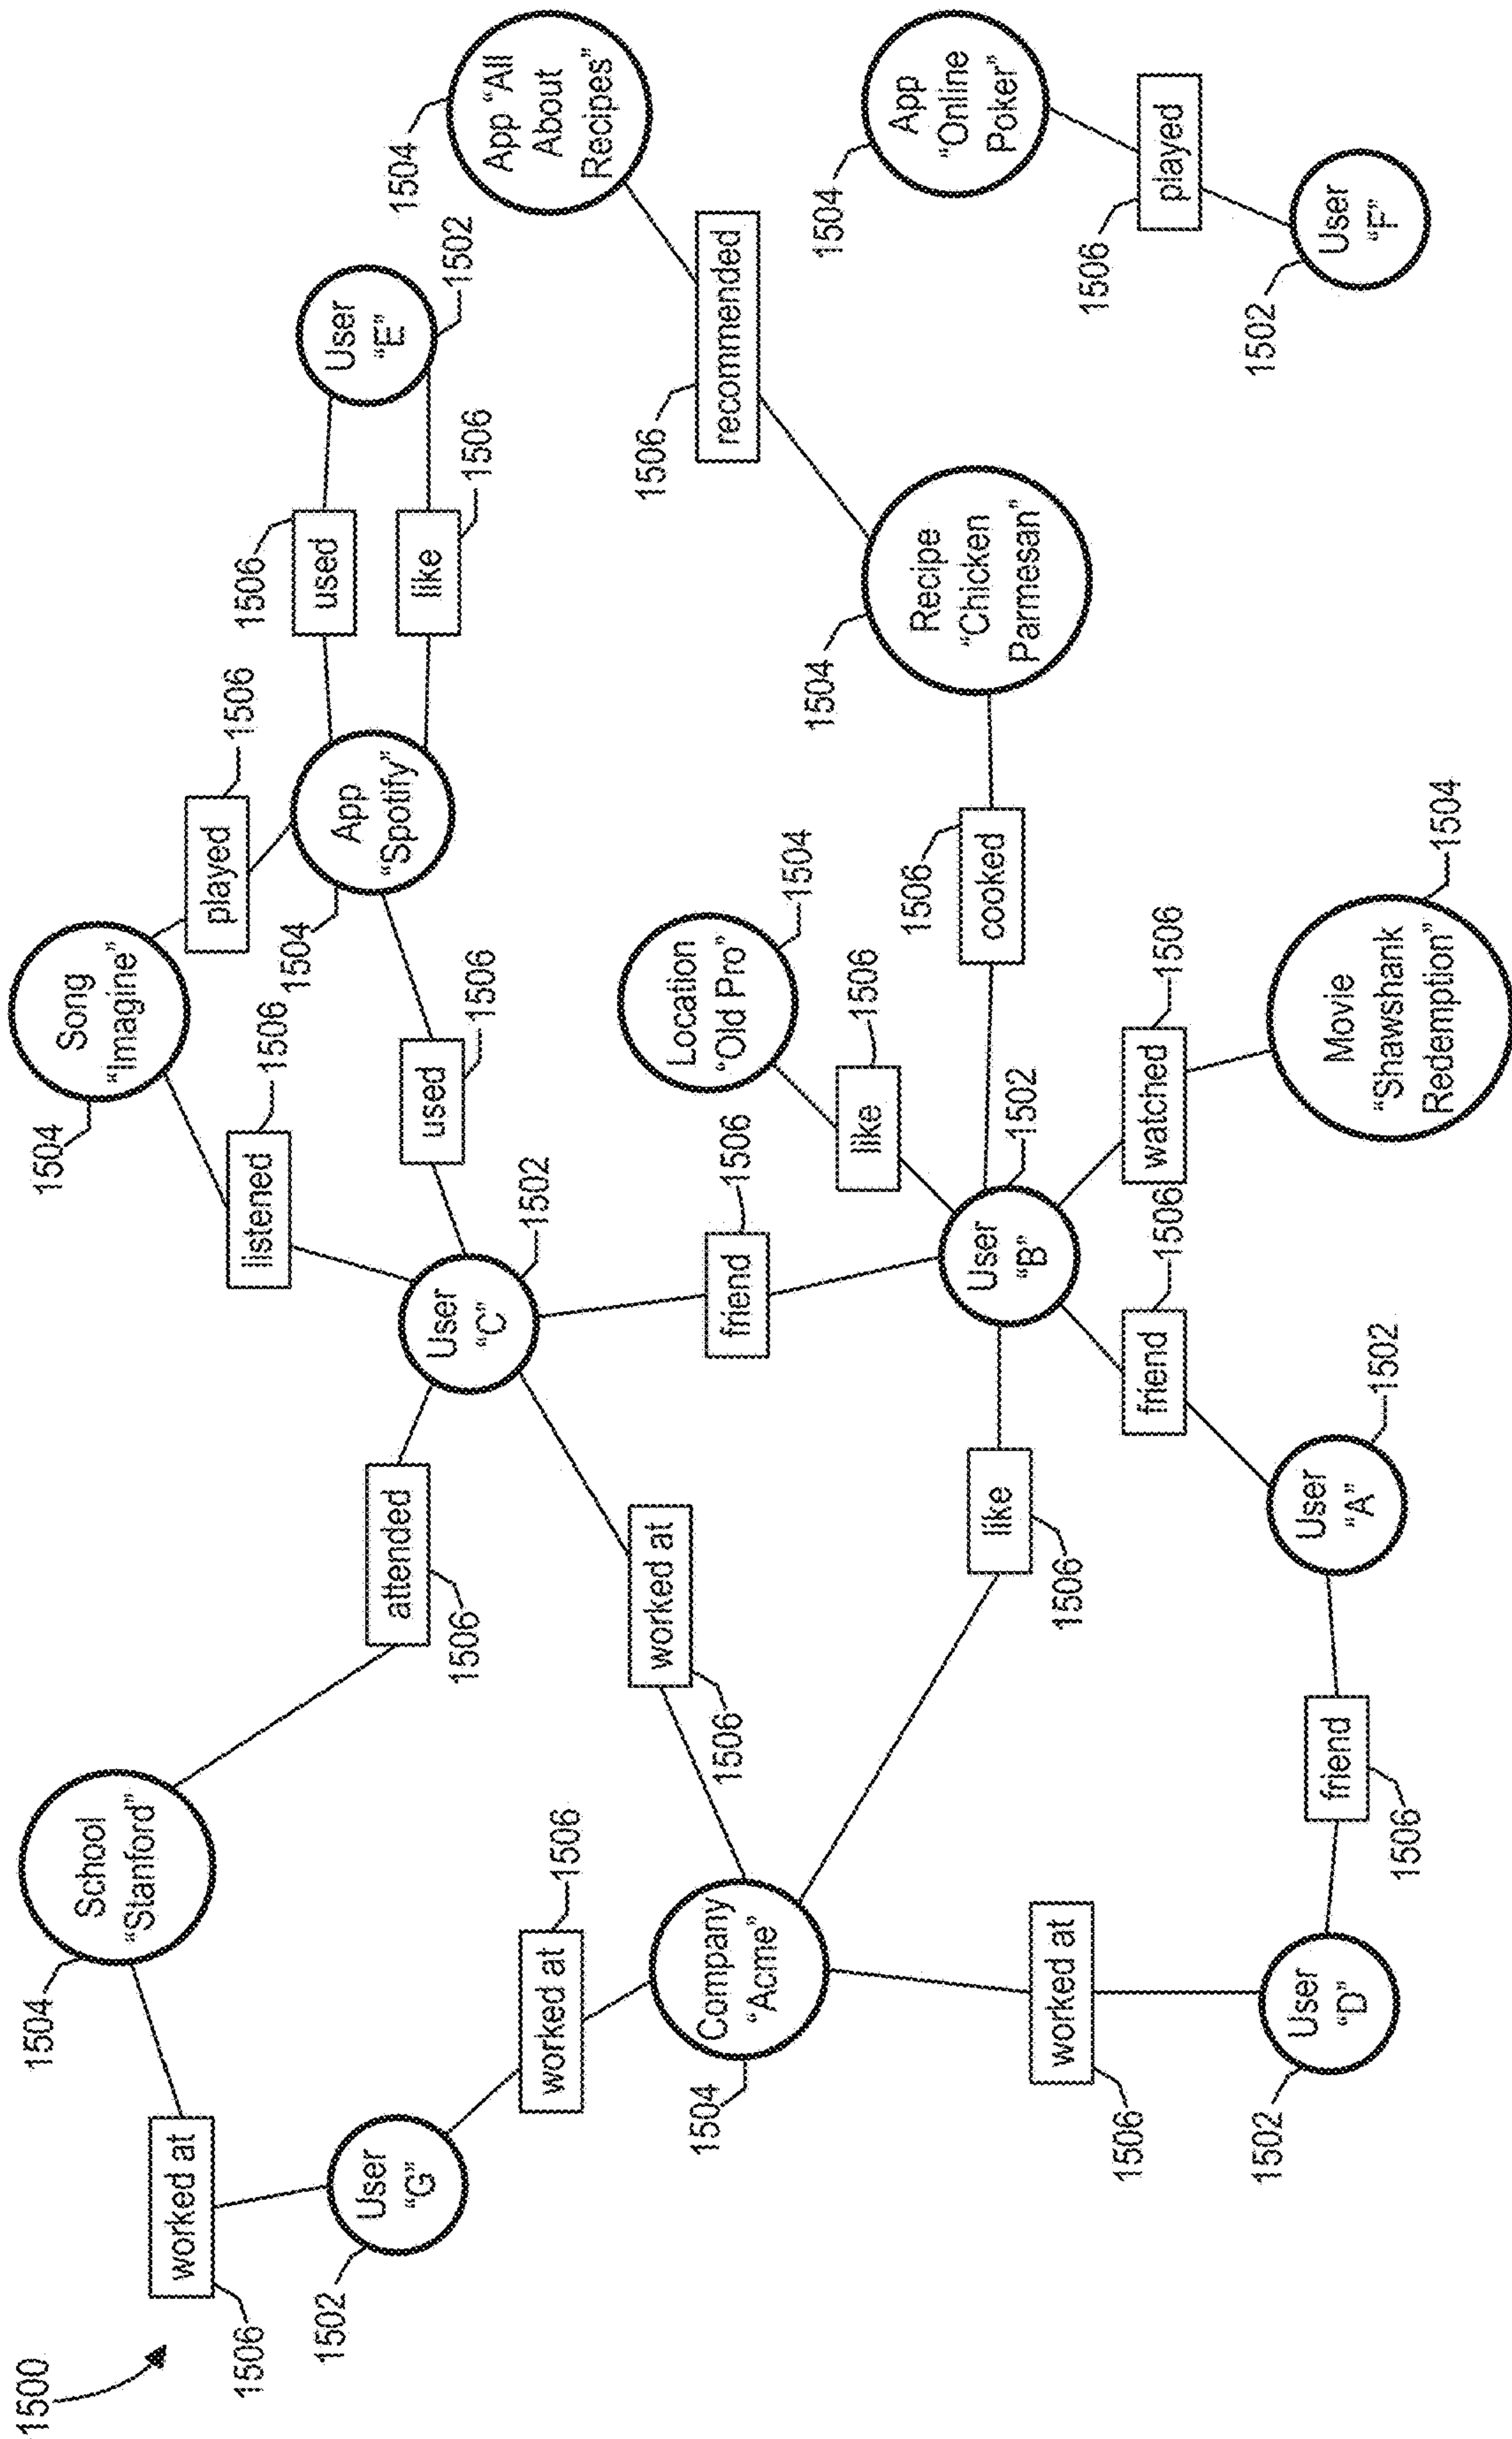 1500
1506
worked at
1504
School
“Stanford”
1504
Song
“Imagine”
played
1506
1502
User
“G”
attended
1506
listened
1506
1504
App
“Spotify”
used
1506
like
1506
User
“E”
1502
1504
App “All
About
Recipes”
worked at
1506
User
“C”
1502
used
1506
1504
Company
“Acme”
worked at
1506
friend
1506
Location
“Old Pro”
1504
1506
recommended
like
1506
1504
Recipe
“Chicken
Parmesan”
1504
App
“Online
Poker”
worked at
1506
like
1506
User
“B”
1502
1506
cooked
1506
played
friend
1506
watched
1506
1502
User
“D”
friend
1506
User
“A”
1502
Movie
“Shawshank
Redemption”
1504
1502
User
“F”